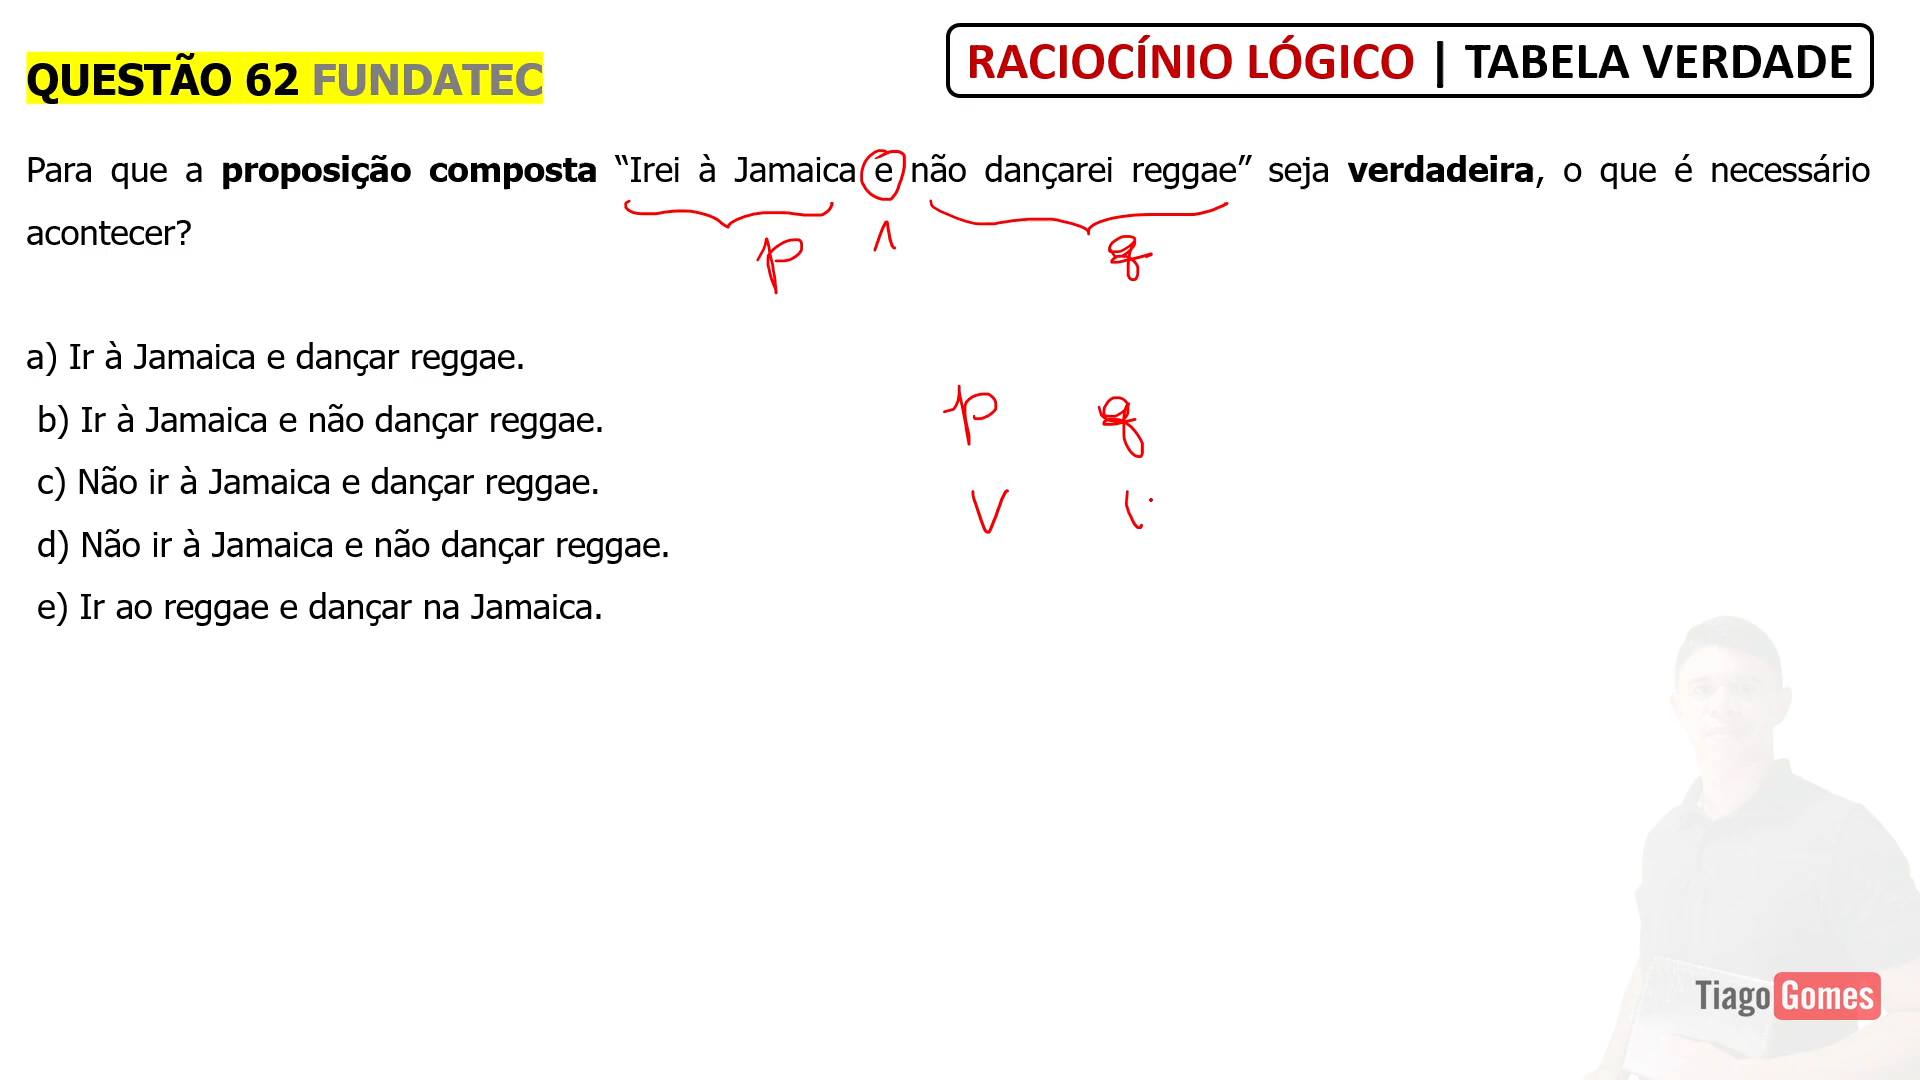 QUESTÃO 62 FUNDATEC
RACIOCÍNIO LÓGICO | TABELA VERDADE
Para que a proposição composta “Irei à Jamaica e não dançarei reggae” seja verdadeira, o que é necessário
acontecer?
p ∧ q
a) Ir à Jamaica e dançar reggae.
b) Ir à Jamaica e não dançar reggae.
c) Não ir à Jamaica e dançar reggae.
d) Não ir à Jamaica e não dançar reggae.
e) Ir ao reggae e dançar na Jamaica.
p q
V
Tiago Gomes